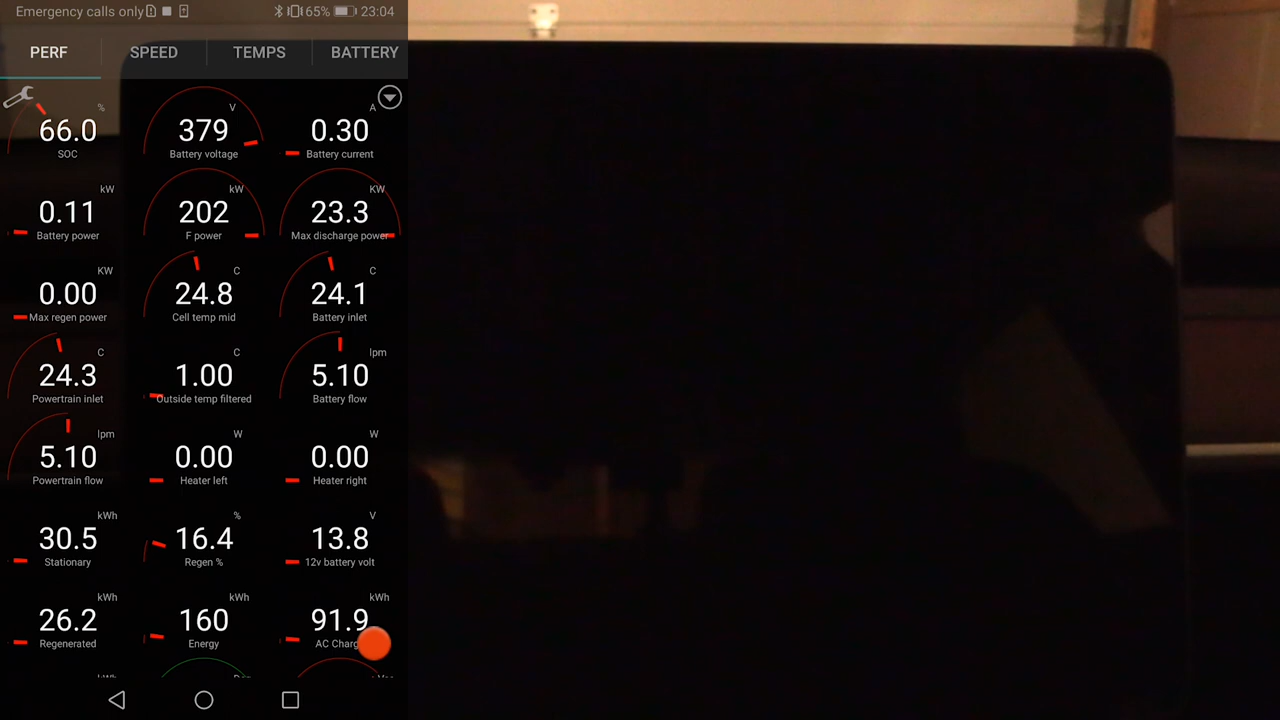 Emergency calls only 65% 23:04
PERF SPEED TEMPS BATTERY
% V A
66.0 379 0.30
SOC Battery voltage Battery current
kW kW KW
0.11 202 23.3
Battery power F power Max discharge power
KW C C
0.00 24.8 24.1
Max regen power Cell temp mid Battery inlet
C C lpm
24.3 1.00 5.10
Powertrain inlet Outside temp filtered Battery flow
lpm W W
5.10 0.00 0.00
Powertrain flow Heater left Heater right
kWh % V
30.5 16.4 13.8
Stationary Regen % 12v battery volt
kWh kWh kWh
26.2 160 91.9
Regenerated Energy AC Charg